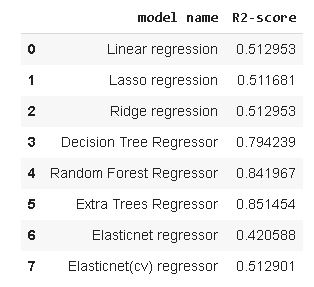 model name R2-score
0 Linear regression 0.512953
1 Lasso regression 0.511681
2 Ridge regression 0.512953
3 Decision Tree Regressor 0.794239
4 Random Forest Regressor 0.841967
5 Extra Trees Regressor 0.851454
6 Elasticnet regressor 0.420588
7 Elasticnet(cv) regressor 0.512901